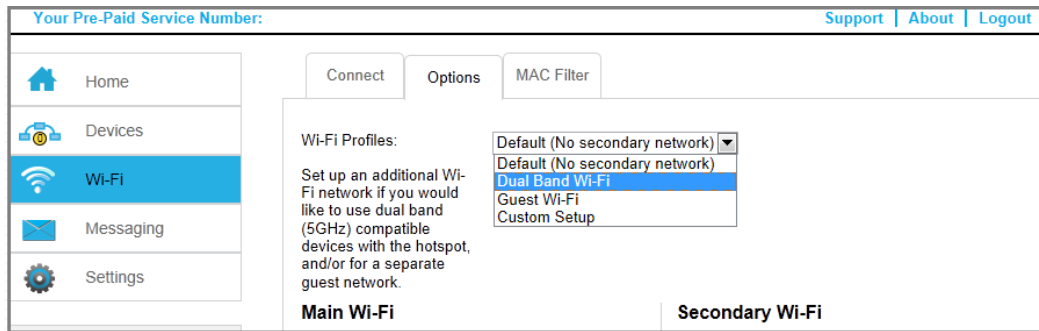 Your Pre-Paid Service Number:
Support | About | Logout
Home
Devices
0
Wi-Fi
Messaging
Settings
Connect
Options
MAC Filter
Wi-Fi Profiles:
Default (No secondary network)
Default (No secondary network)
Dual Band Wi-Fi
Guest Wi-Fi
Custom Setup
Set up an additional Wi-
Fi network if you would
like to use dual band
(5GHz) compatible
devices with the hotspot,
and/or for a separate
guest network.
Main Wi-Fi
Secondary Wi-Fi